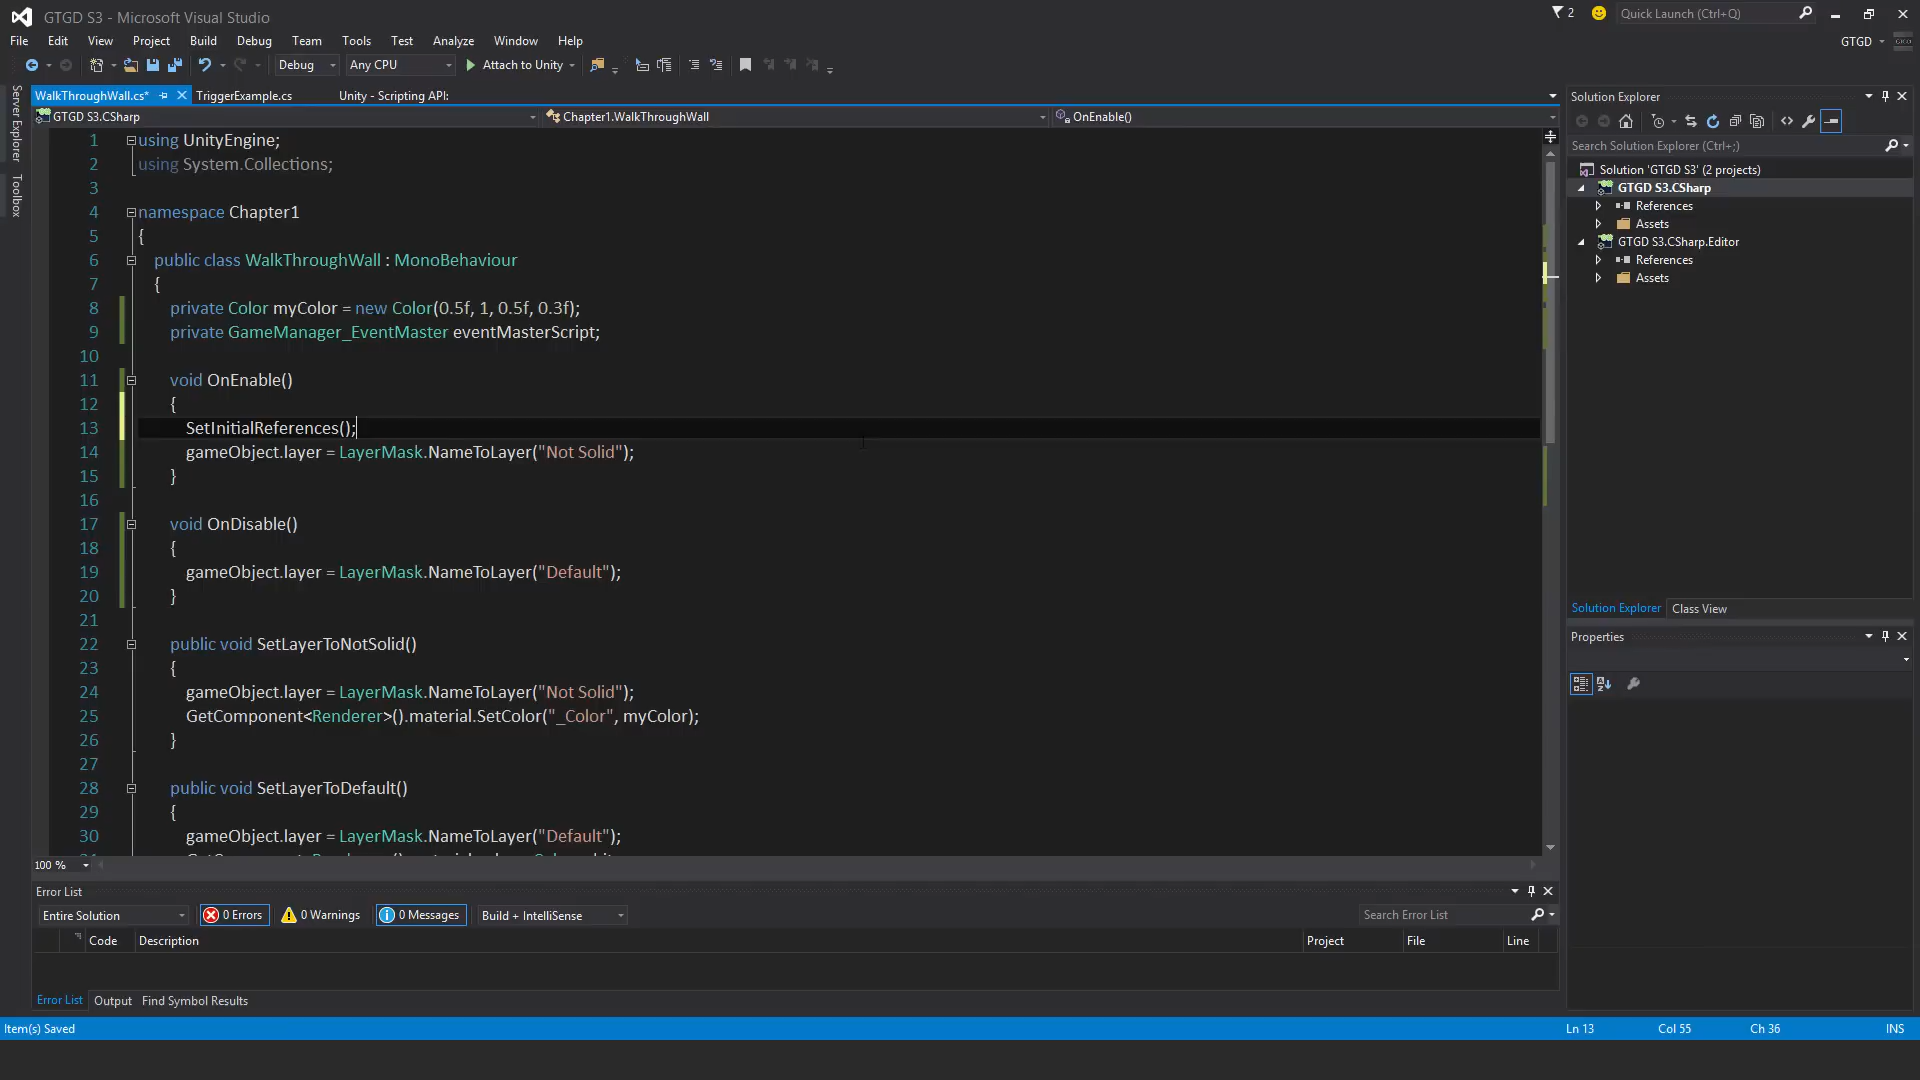 GTGD S3 - Microsoft Visual Studio
2
Quick Launch (Ctrl+Q)
File Edit View Project Build Debug Team Tools Test Analyze Window Help
GTGD
Debug Any CPU Attach to Unity
Server Explorer
Toolbox
WalkThroughWall.cs* TriggerExample.cs Unity - Scripting API:
GTGD S3.CSharp Chapter1.WalkThroughWall OnEnable()
1 using UnityEngine;
2 using System.Collections;
3
4 namespace Chapter1
5 {
6 public class WalkThroughWall : MonoBehaviour
7 {
8 private Color myColor = new Color(0.5f, 1, 0.5f, 0.3f);
9 private GameManager_EventMaster eventMasterScript;
10
11 void OnEnable()
12 {
13 SetInitialReferences();
14 gameObject.layer = LayerMask.NameToLayer("Not Solid");
15 }
16
17 void OnDisable()
18 {
19 gameObject.layer = LayerMask.NameToLayer("Default");
20 }
21
22 public void SetLayerToNotSolid()
23 {
24 gameObject.layer = LayerMask.NameToLayer("Not Solid");
25 GetComponent<Renderer>().material.SetColor("_Color", myColor);
26 }
27
28 public void SetLayerToDefault()
29 {
30 gameObject.layer = LayerMask.NameToLayer("Default");
100 %
Error List
Entire Solution 0 Errors 0 Warnings 0 Messages Build + IntelliSense Search Error List
Code Description Project File Line
Error List Output Find Symbol Results
Item(s) Saved Ln 13 Col 55 Ch 36 INS
Solution Explorer
Search Solution Explorer (Ctrl+;)
Solution 'GTGD S3' (2 projects)
GTGD S3.CSharp
References
Assets
GTGD S3.CSharp.Editor
References
Assets
Solution Explorer Class View
Properties